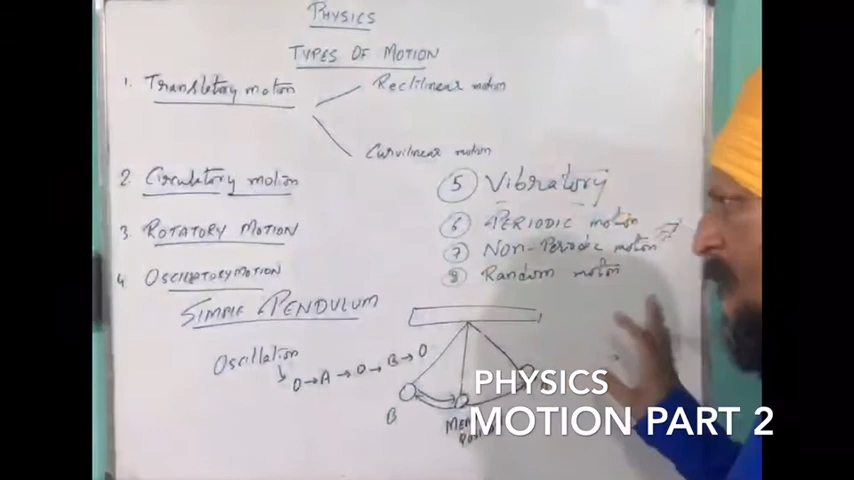 PHYSICS
TYPES OF MOTION
1. Transletory motion
Rectilinear motion
Curvilinear motion
2. Circulatory motion
3. ROTATORY MOTION
4 OSCILLATORY MOTION
5 Vibratory
6 PERIODIC motion
7 Non-Periodic motion
8 Random motion
SIMPLE PENDULUM
Oscillation
O→A→O→B→O
B
PHYSICS
MOTION PART 2